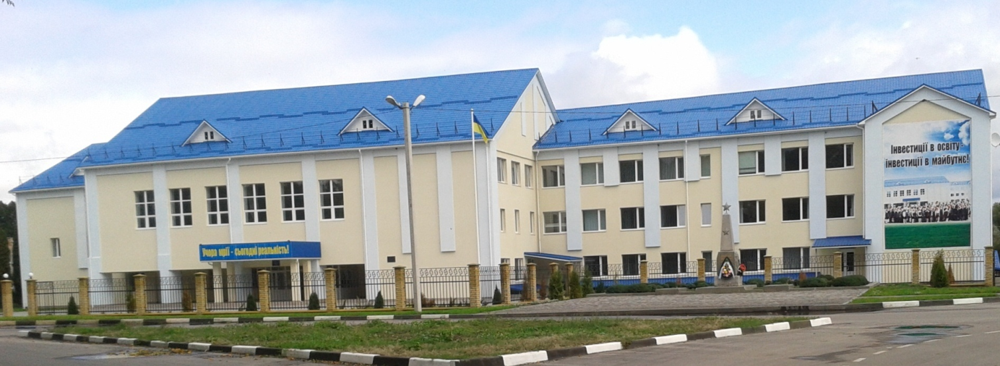 Учора мрії - сьогодні реальність!
Інвестиції в освіту -
інвестиції в майбутнє!